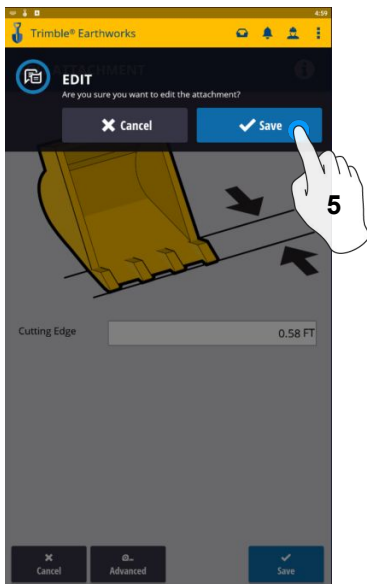 4:59
Trimble® Earthworks
ATTACHMENT
EDIT
Are you sure you want to edit the attachment?
Cancel
Save
5
Cutting Edge
0.58 FT
Cancel
Advanced
Save